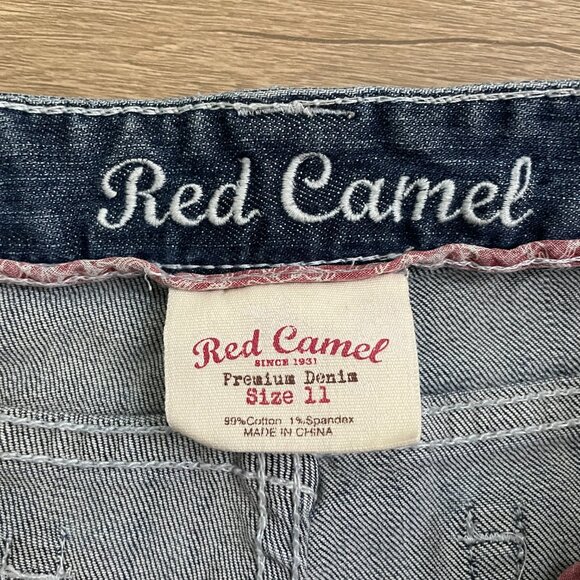 Red Camel
Red Camel
SINCE 1931
Premium Denim
Size 11
99%Cotton 1%Spandex
MADE IN CHINA